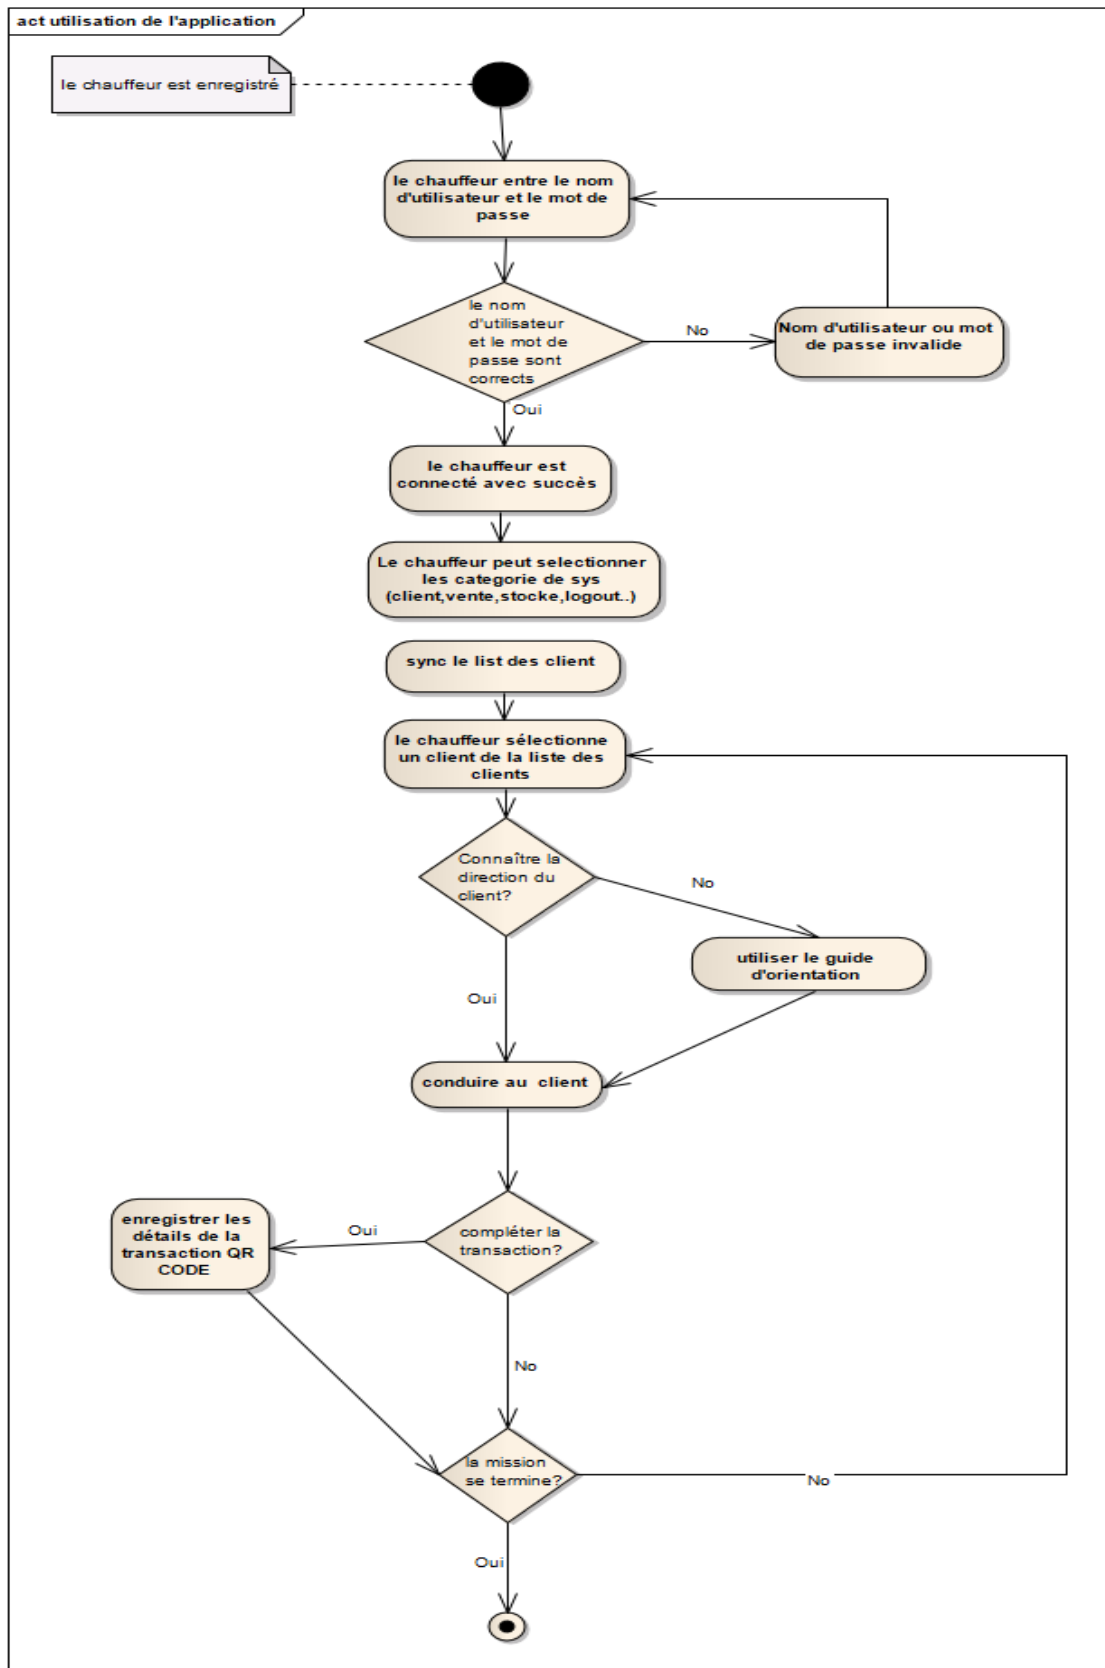 act utilisation de l'application
le chauffeur est enregistré
le chauffeur entre le nom
d'utilisateur et le mot de
passe
le nom
d'utilisateur
et le mot de
passe sont
corrects
No
Nom d'utilisateur ou mot
de passe invalide
Oui
le chauffeur est
connecté avec succès
Le chauffeur peut selectionner
les categorie de sys
(client,vente,stocke,logout..)
sync le list des client
le chauffeur sélectionne
un client de la liste des
clients
Connaître la
direction du
client?
No
utiliser le guide
d'orientation
Oui
conduire au  client
compléter la
transaction?
Oui
enregistrer les
détails de la
transaction QR
CODE
No
la mission
se termine?
No
Oui